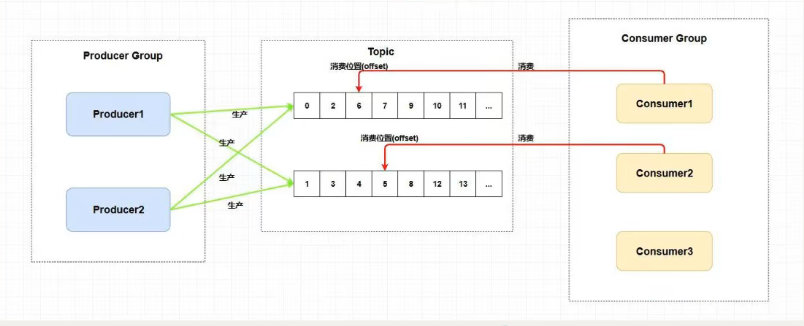 Producer Group
Producer1
Producer2
生产
生产
生产
生产
Topic
消费位置(offset)
0 2 6 7 9 10 11 ...
消费位置(offset)
1 3 4 5 8 12 13 ...
消费
消费
Consumer Group
Consumer1
Consumer2
Consumer3